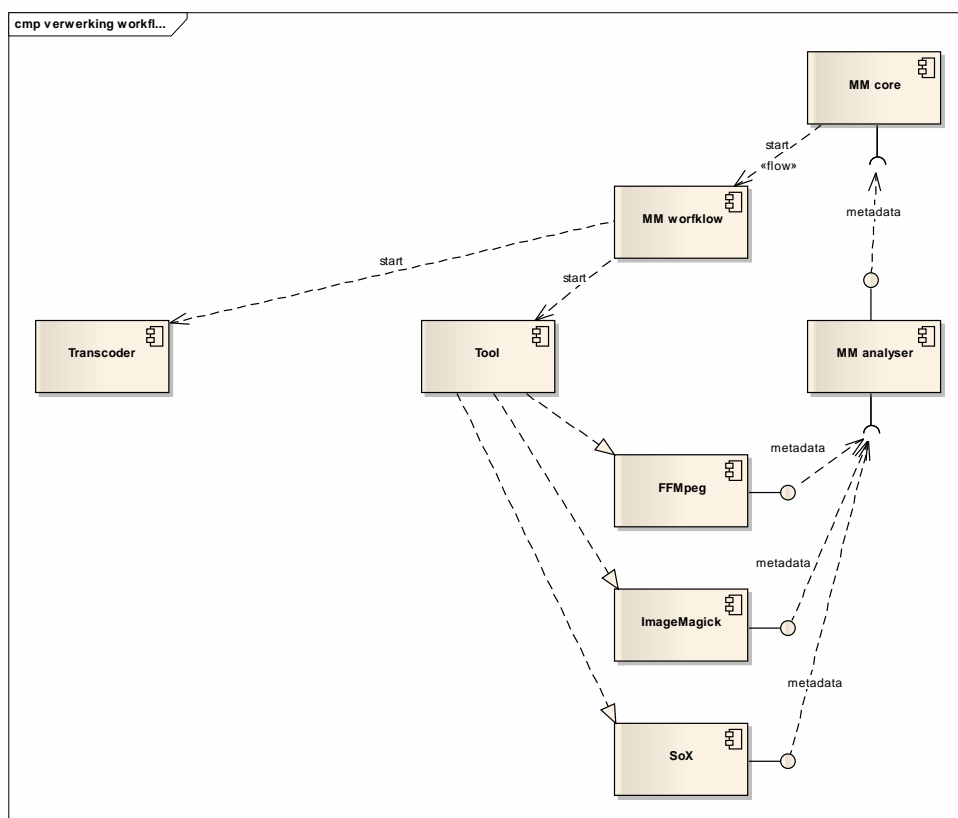 cmp verwerking workfl...
MM core
start
«flow»
MM worfklow
metadata
start
start
Transcoder
Tool
MM analyser
metadata
FFMpeg
metadata
ImageMagick
metadata
SoX